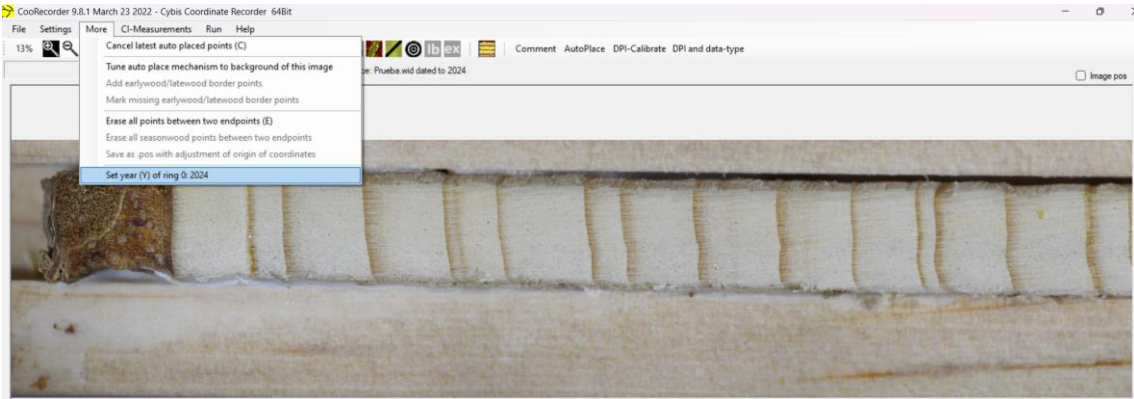 CooRecorder 9.8.1 March 23 2022 - Cybis Coordinate Recorder 64Bit
File Settings More CI-Measurements Run Help
13% lb ex Comment AutoPlace DPI-Calibrate DPI and data-type
Prueba.wid dated to 2024
Image pos
Cancel latest auto placed points (C)
Tune auto place mechanism to background of this image
Add earlywood/latewood border points
Mark missing earlywood/latewood border points
Erase all points between two endpoints (E)
Erase all seasonwood points between two endpoints
Save as .pos with adjustment of origin of coordinates
Set year (Y) of ring 0: 2024